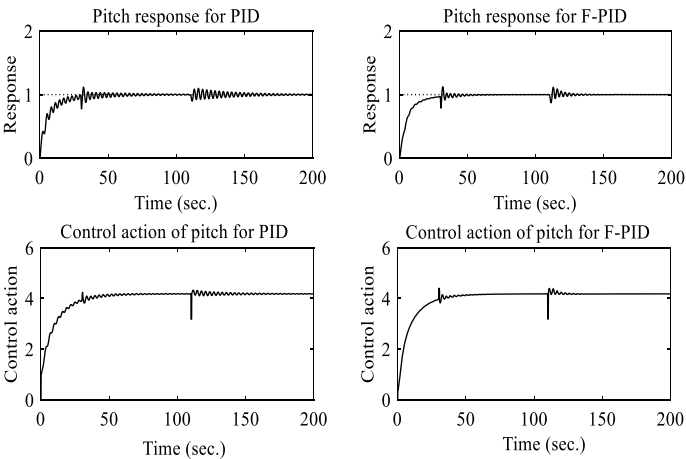 Pitch response for PID
2
1
0
Response
0
50
100
150
200
Time (sec.)
Pitch response for F-PID
2
1
0
Response
0
50
100
150
200
Time (sec.)
Control action of pitch for PID
6
4
2
0
Control action
0
50
100
150
200
Time (sec.)
Control action of pitch for F-PID
6
4
2
0
Control action
0
50
100
150
200
Time (sec.)